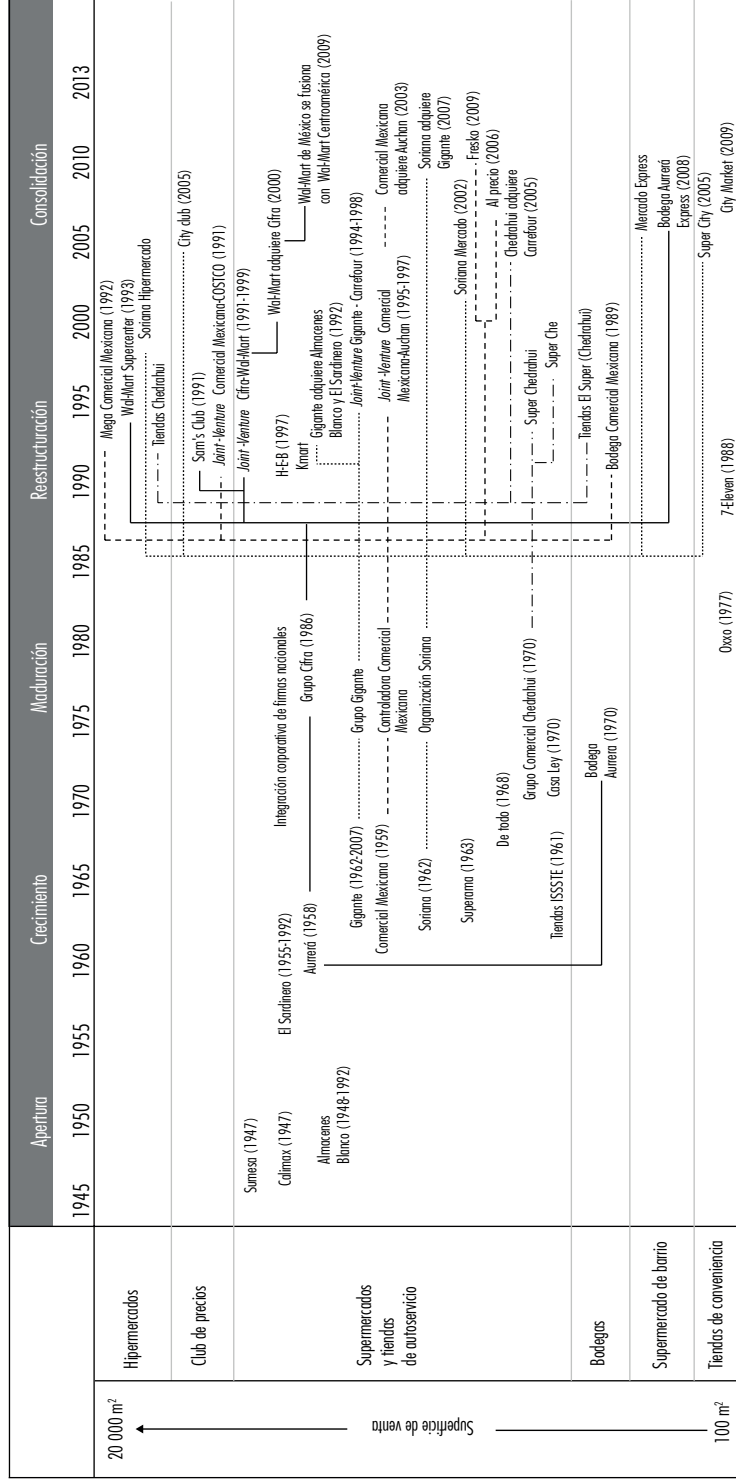 Apertura
Crecimiento
Maduración
Reestructuración
Consolidación
1945
1950
1955
1960
1965
1970
1975
1980
1985
1990
1995
2000
2005
2010
2013
20 000 m²
Superficie de venta
100 m²
Hipermercados
Mega Comercial Mexicana (1992)
Wal-Mart Supercenter (1993)
Soriana Hipermercado
Tiendas Chedrahui
Club de precios
City club (2005)
Sam's Club (1991)
Joint -Venture Comercial Mexicana-COSTCO (1991)
Joint -Venture Cifra-Wal-Mart (1991-1999)
Supermercados
y tiendas
de autoservicio
Sumesa (1947)
Calimax (1947)
Almacenes
Blanco (1948-1992)
El Sardinero (1955-1992)
Aurrerá (1958)
Integración corporativa de firmas nacionales
Grupo Cifra (1986)
Wal-Mart adquiere Cifra (2000)
Wal-Mart de México se fusiona
con Wal-Mart Centroamérica (2009)
H-E-B (1997)
Kmart
Gigante adquiere Almacenes
Blanco y El Sardinero (1992)
Gigante (1962-2007)
Grupo Gigante
Joint-Venture Gigante - Carrefour (1994-1998)
Comercial Mexicana (1959)
Controladora Comercial
Mexicana
Joint -Venture Comercial
Mexicana-Auchan (1995-1997)
Comercial Mexicana
adquiere Auchan (2003)
Soriana (1962)
Organización Soriana
Soriana adquiere
Gigante (2007)
Superama (1963)
Soriana Mercado (2002)
Fresko (2009)
Al precio (2006)
De todo (1968)
Chedrahui adquiere
Carrefour (2005)
Grupo Comercial Chedrahui (1970)
Super Chedrahui
Casa Ley (1970)
Super Che
Tiendas ISSSTE (1961)
Bodegas
Bodega
Aurrera (1970)
Tiendas El Super (Chedrahui)
Bodega Comercial Mexicana (1989)
Supermercado de barrio
Mercado Express
Bodega Aurrerá
Express (2008)
Tiendas de conveniencia
Super City (2005)
Oxxo (1977)
7-Eleven (1988)
City Market (2009)